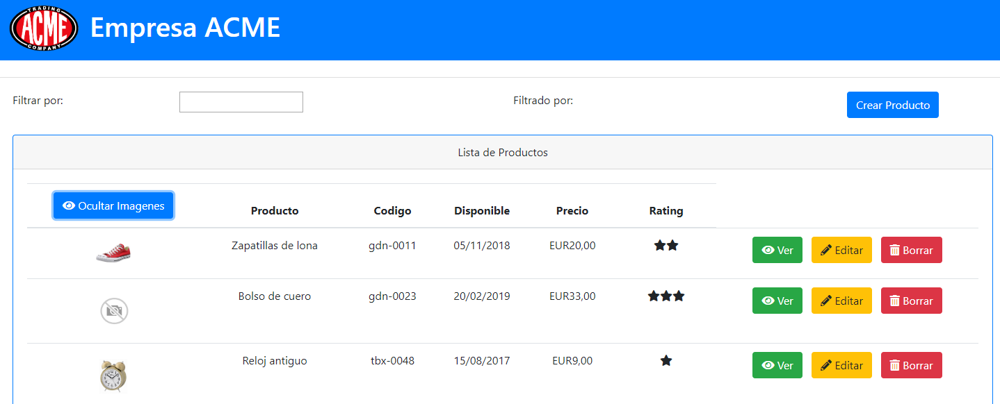 TRADING
ACME
COMPANY
Empresa ACME
Filtrar por:
Filtrado por:
Crear Producto
Lista de Productos
Ocultar Imagenes Producto Codigo Disponible Precio Rating
Zapatillas de lona gdn-0011 05/11/2018 EUR20,00 Ver Editar Borrar
Bolso de cuero gdn-0023 20/02/2019 EUR33,00 Ver Editar Borrar
Reloj antiguo tbx-0048 15/08/2017 EUR9,00 Ver Editar Borrar